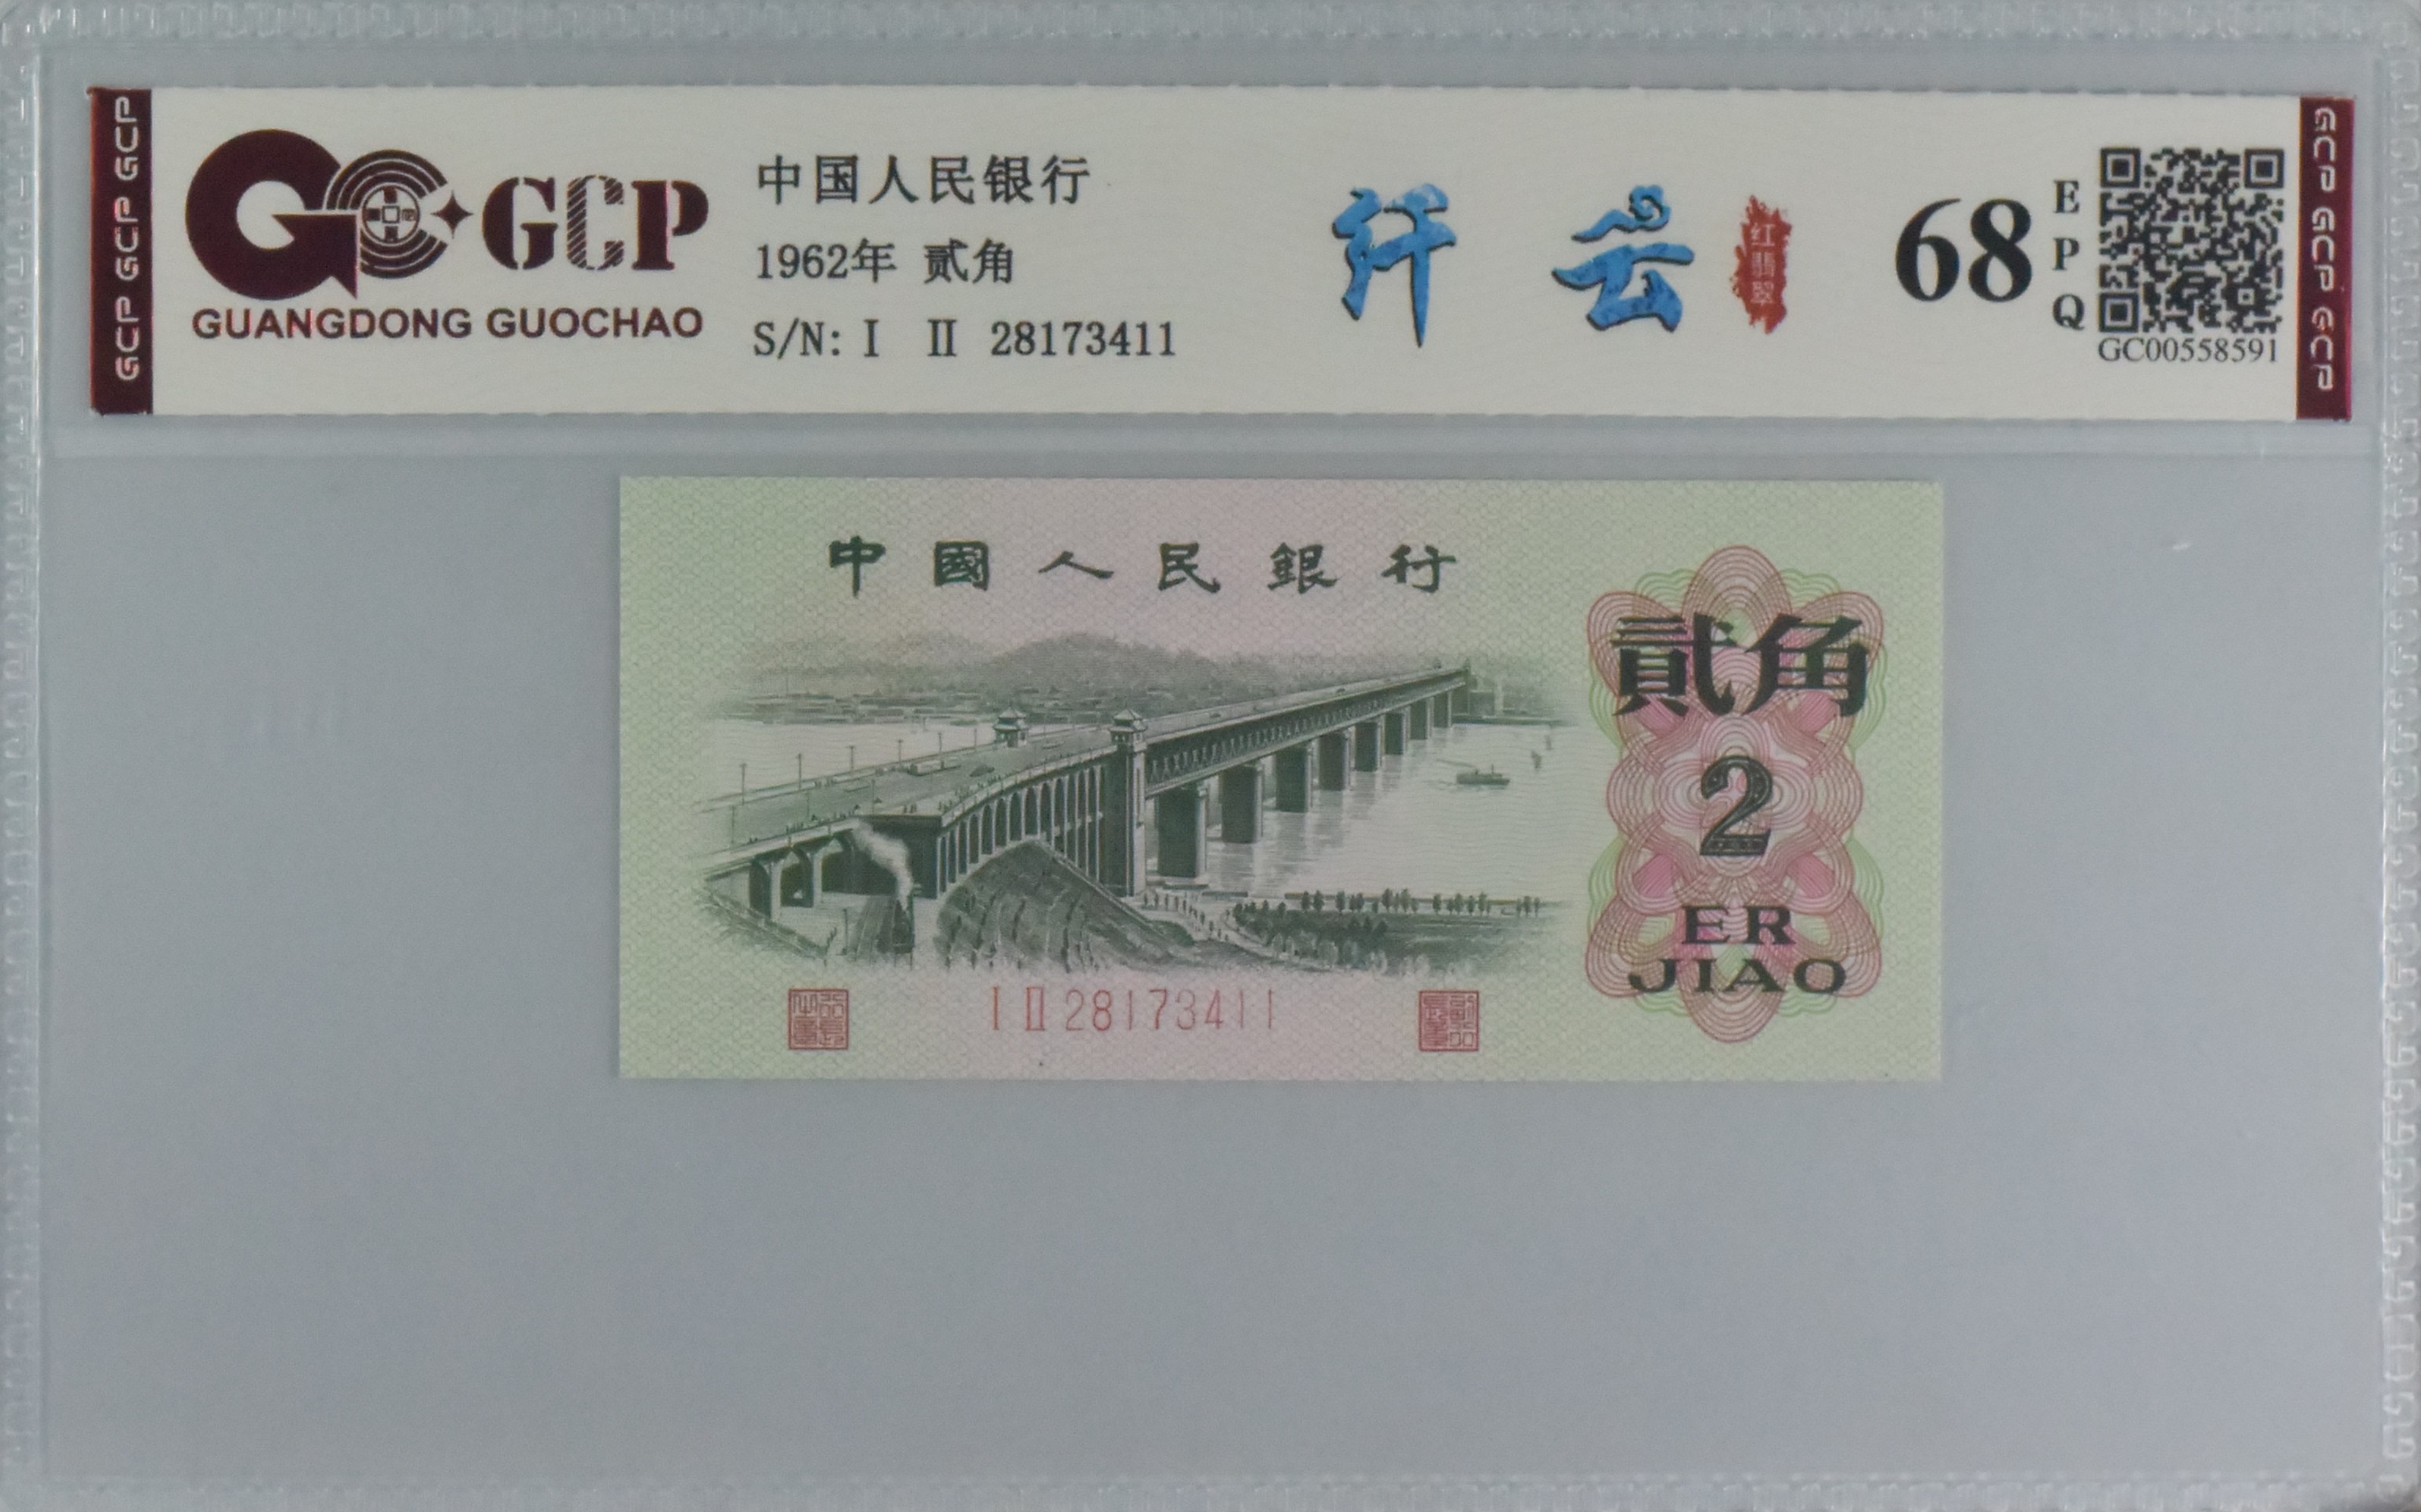 GCP GCP GCP
GCP
GUANGDONG GUOCHAO
中国人民银行
1962年 贰角
S/N: I II 28173411
纤云
红翡翠
68
EPQ
GC00558591
GCP GCP GCP
中國人民銀行
貳角
2
ER
JIAO
I II 28173411